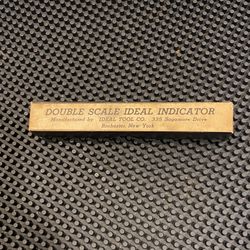 DOUBLE SCALE IDEAL INDICATOR
Manufactured by IDEAL TOOL CO. 335 Sagamore Drive
Rochester, New York